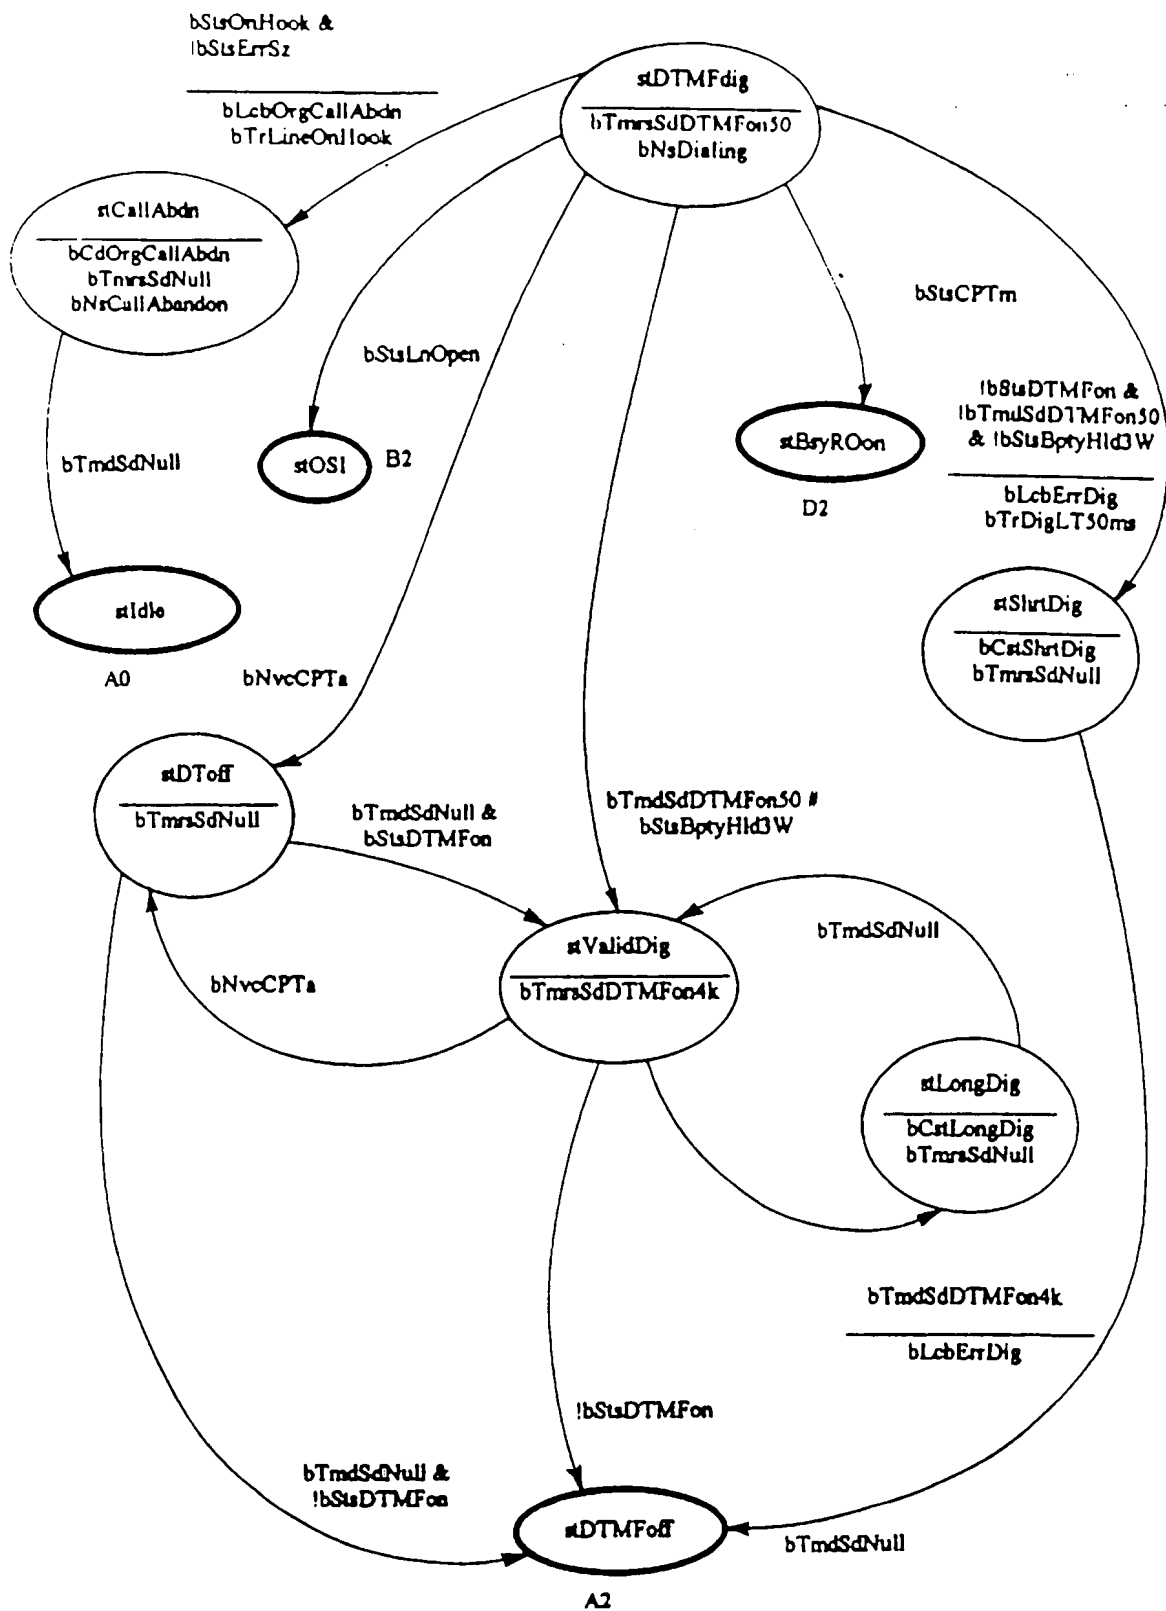 bStsOnHook &
!bStsErrSz
bLcbOrgCallAbdn
bTrLineOnHook
stDTMFdig
bTmrsSdDTMFon50
bNsDialing
stCallAbdn
bCdOrgCallAbdn
bTmrsSdNull
bNsCallAbandon
bStsCPTrn
bStsLnOpen
!bStsDTMFon &
!bTmdSdDTMFon50
& !bStsBptyHld3W
bLcbErrDig
bTrDigLT50ms
bTmdSdNull
stOSI
B2
stBsyROon
D2
stIdle
A0
stShrtDig
bCstShrtDig
bTmrsSdNull
bNvcCPTa
stDToff
bTmrsSdNull
bTmdSdNull &
bStsDTMFon
bTmdSdDTMFon50 #
bStsBptyHld3W
bTmdSdNull
stValidDig
bTmrsSdDTMFon4k
bNvcCPTa
stLongDig
bCstLongDig
bTmrsSdNull
bTmdSdDTMFon4k
bLcbErrDig
!bStsDTMFon
bTmdSdNull &
!bStsDTMFon
stDTMFoff
bTmdSdNull
A2